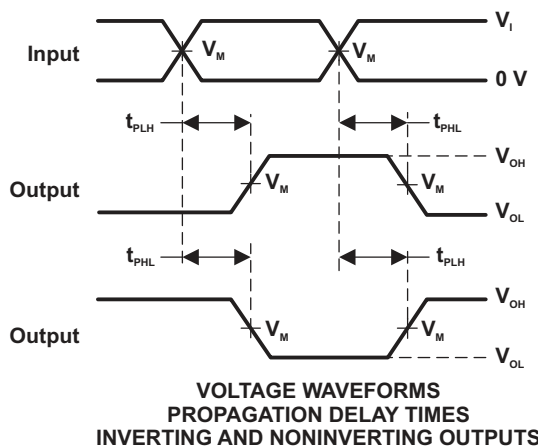 V_I
Input
V_M
V_M
0 V
t_PLH
t_PHL
V_OH
Output
V_M
V_M
V_OL
t_PHL
t_PLH
V_OH
Output
V_M
V_M
V_OL
VOLTAGE WAVEFORMS
PROPAGATION DELAY TIMES
INVERTING AND NONINVERTING OUTPUTS